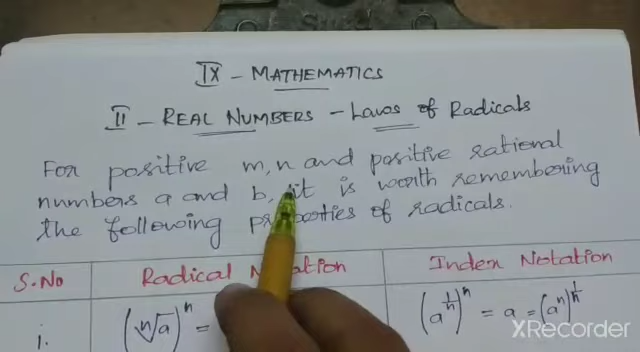 IX - MATHEMATICS
II - REAL NUMBERS - Laws of Radicals
For positive m, n and positive rational
numbers a and b, it is worth remembering
the following properties of radicals.
S.No Radical Notation Index Notation
i. (ⁿ√a)ⁿ = (a^(1/n))ⁿ = a = (aⁿ)^(1/n)
XRecorder